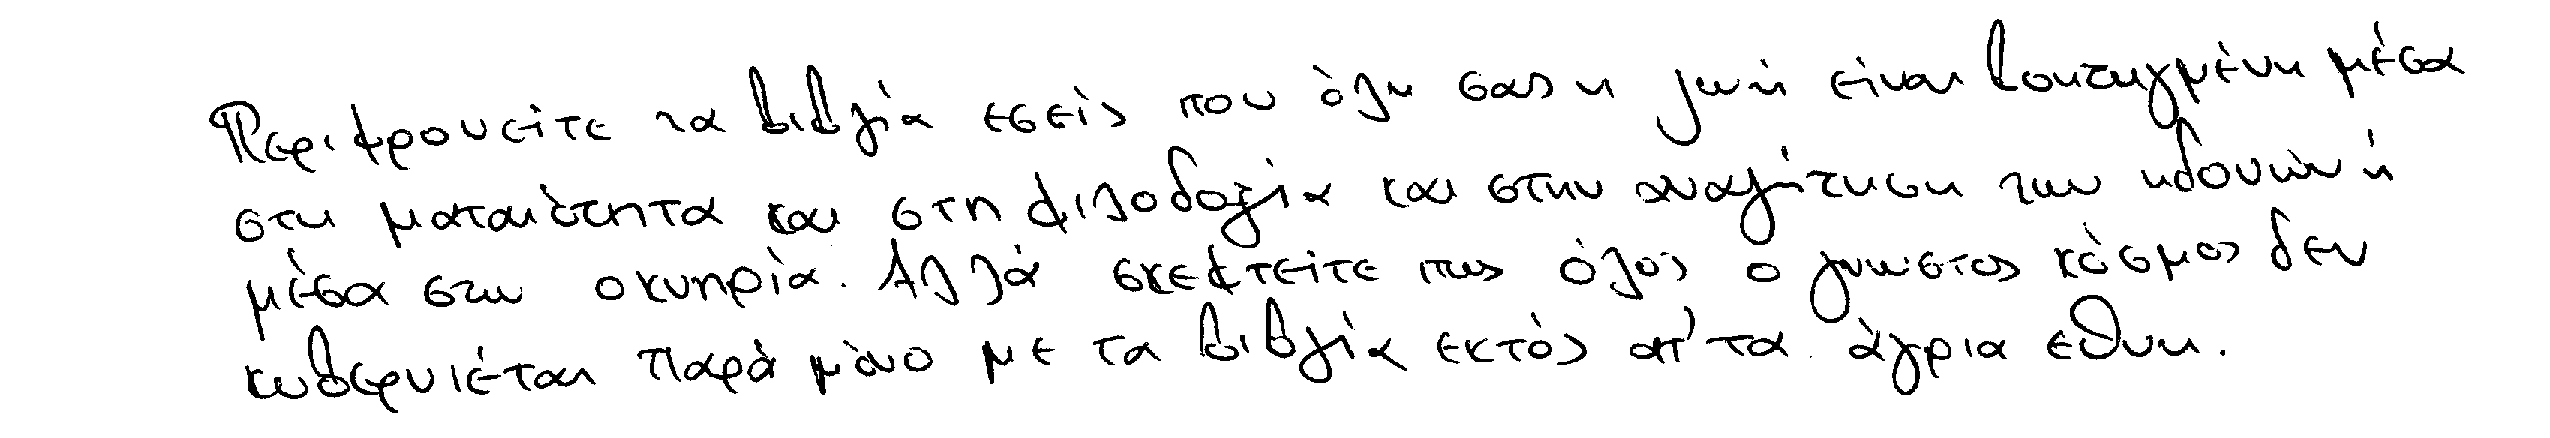 Περιφρονείτε τα βιβλία εσείς που όλη σας η ζωή είναι βουτηγμένη μέσα
στη ματαιότητα και στη φιλοδοξία και στην αναζήτηση των ηδονών ή
μέσα στην οκνηρία. Αλλά σκεφτείτε πως όλος ο γνωστός κόσμος δεν
κυβερνιέται παρά μόνο με τα βιβλία εκτός απ' τα άγρια έθνη.